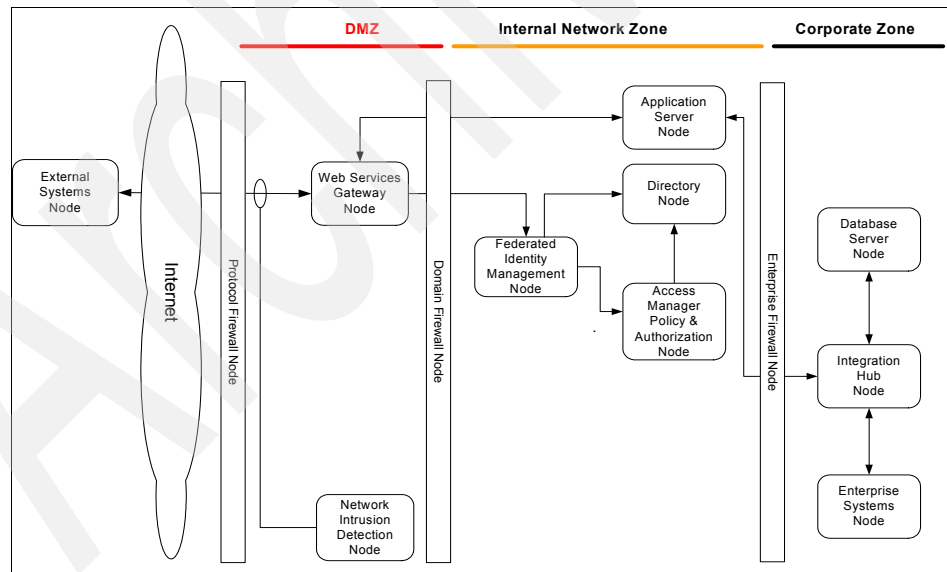 DMZ
Internal Network Zone
Corporate Zone
External
Systems
Node
Internet
Protocol Firewall Node
Web Services
Gateway
Node
Network
Intrusion
Detection
Node
Domain Firewall Node
Application
Server
Node
Directory
Node
Federated
Identity
Management
Node
Access
Manager
Policy &
Authorization
Node
Enterprise Firewall Node
Database
Server
Node
Integration
Hub
Node
Enterprise
Systems
Node